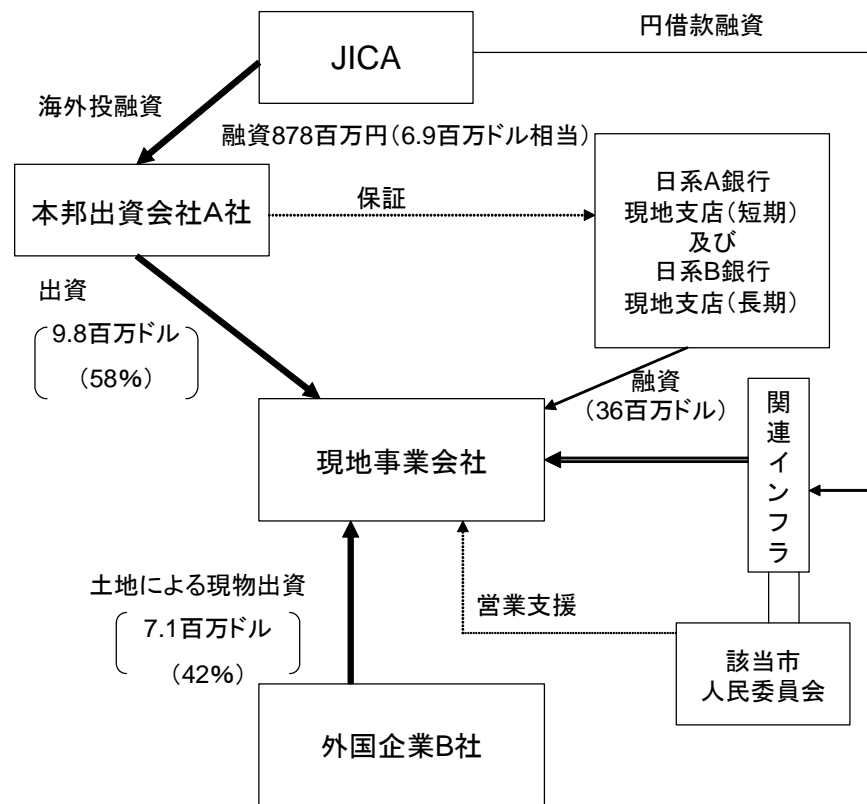 円借款融資
JICA
海外投融資
融資878百万円(6.9百万ドル相当)
本邦出資会社A社
保証
日系A銀行
現地支店(短期)
及び
日系B銀行
現地支店(長期)
出資
9.8百万ドル
(58%)
融資
(36百万ドル)
現地事業会社
関連インフラ
土地による現物出資
7.1百万ドル
(42%)
営業支援
該当市
人民委員会
外国企業B社